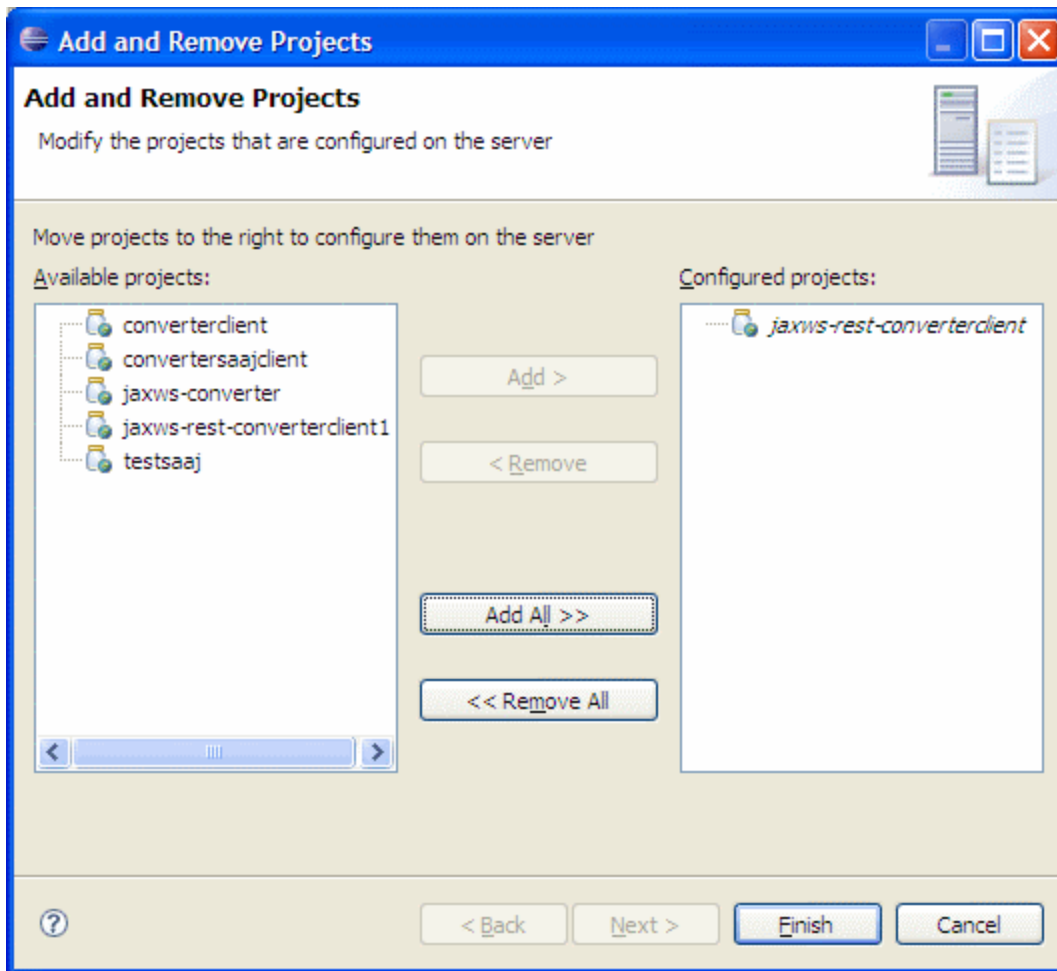 Add and Remove Projects
Add and Remove Projects
Modify the projects that are configured on the server
Move projects to the right to configure them on the server
Available projects:
converterclient
convertersaajclient
jaxws-converter
jaxws-rest-converterclient1
testsaaj
Add >
< Remove
Add All >>
<< Remove All
Configured projects:
jaxws-rest-converterclient
?
< Back
Next >
Finish
Cancel